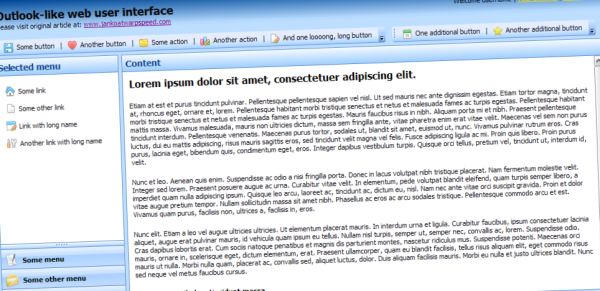 Outlook-like web user interface
Welcome username
ease visit original article at: www.jankoatwarpspeed.com
Some button | Another button | Some action | Another action | And one loooong, long button
One additional button | Another additional button
Selected menu
Some link
Some other link
Link with long name
Another link with long name
Some menu
Some other menu
Content
Lorem ipsum dolor sit amet, consectetuer adipiscing elit.
Etiam at est et purus tincidunt pulvinar. Pellentesque pellentesque sapien vel nisl. Ut sed mauris nec ante dignissim egestas. Etiam tortor magna, tincidunt
at, rhoncus eget, ornare et, lorem. Pellentesque habitant morbi tristique senectus et netus et malesuada fames ac turpis egestas. Pellentesque habitant
morbi tristique senectus et netus et malesuada fames ac turpis egestas. Mauris faucibus risus in nibh. Aliquam porta mi et nibh. Praesent
mattis massa. Vivamus malesuada, mauris non ultricies dictum, massa sem fringilla ante, vitae pharetra enim erat vitae velit. Maecenas vel sem non purus
tincidunt interdum. Pellentesque venenatis. Maecenas purus tortor, sodales ut, blandit sit amet, euismod ut, nunc. Vivamus pulvinar rutrum eros. Cras
luctus, dui eu mattis adipiscing, risus mauris sagittis eros, sed tincidunt velit magna vel felis. Fusce adipiscing ligula ac mi. Proin quis libero. Proin purus
purus, lacinia eget, bibendum quis, condimentum eget, eros. Integer dapibus vestibulum turpis. Quisque orci tellus, pretium vel, tincidunt ut, interdum id,
velit.
Nunc et leo. Aenean quis enim. Suspendisse ac odio a nisi fringilla porta. Donec in lacus volutpat nibh tristique placerat. Nam fermentum molestie velit.
Integer sed lorem. Praesent posuere augue ac urna. Curabitur vitae velit. In elementum, pede volutpat blandit eleifend, quam turpis semper libero, a
imperdiet quam nulla adipiscing ipsum. Quisque leo arcu, laoreet ac, tincidunt ac, dictum eu, nisl. Nam nec ante vitae orci suscipit gravida. Proin et dolor
vitae augue pretium tempor. Nullam sollicitudin massa sit amet nibh. Phasellus ac eros ac arcu sodales tristique. Pellentesque commodo arcu et est.
Vivamus quam purus, facilisis non, ultrices a, facilisis in, eros.
Nunc elit. Etiam a leo vel augue ultricies ultricies. Ut elementum placerat mauris. In interdum urna et ligula. Curabitur faucibus, ipsum consectetuer lacinia
aliquet, augue erat pulvinar mauris, id vehicula quam ipsum eu tellus. Nullam nisl turpis, semper ut, semper nec, convallis ac, lorem. Suspendisse odio.
Cras dapibus lobortis erat. Cum sociis natoque penatibus et magnis dis parturient montes, nascetur ridiculus mus. Suspendisse potenti. Maecenas orci
mauris, ornare in, scelerisque eget, dictum elementum, erat. Praesent ullamcorper, quam eu blandit facilisis, tellus risus aliquam elit, eget commodo risus
mauris ut nulla. Morbi nulla quam, placerat ac, convallis sed, aliquet luctus, dolor. Duis aliquam facilisis mauris. Morbi eu nulla et justo ultrices blandit. Nunc
sed neque vel metus faucibus cursus.